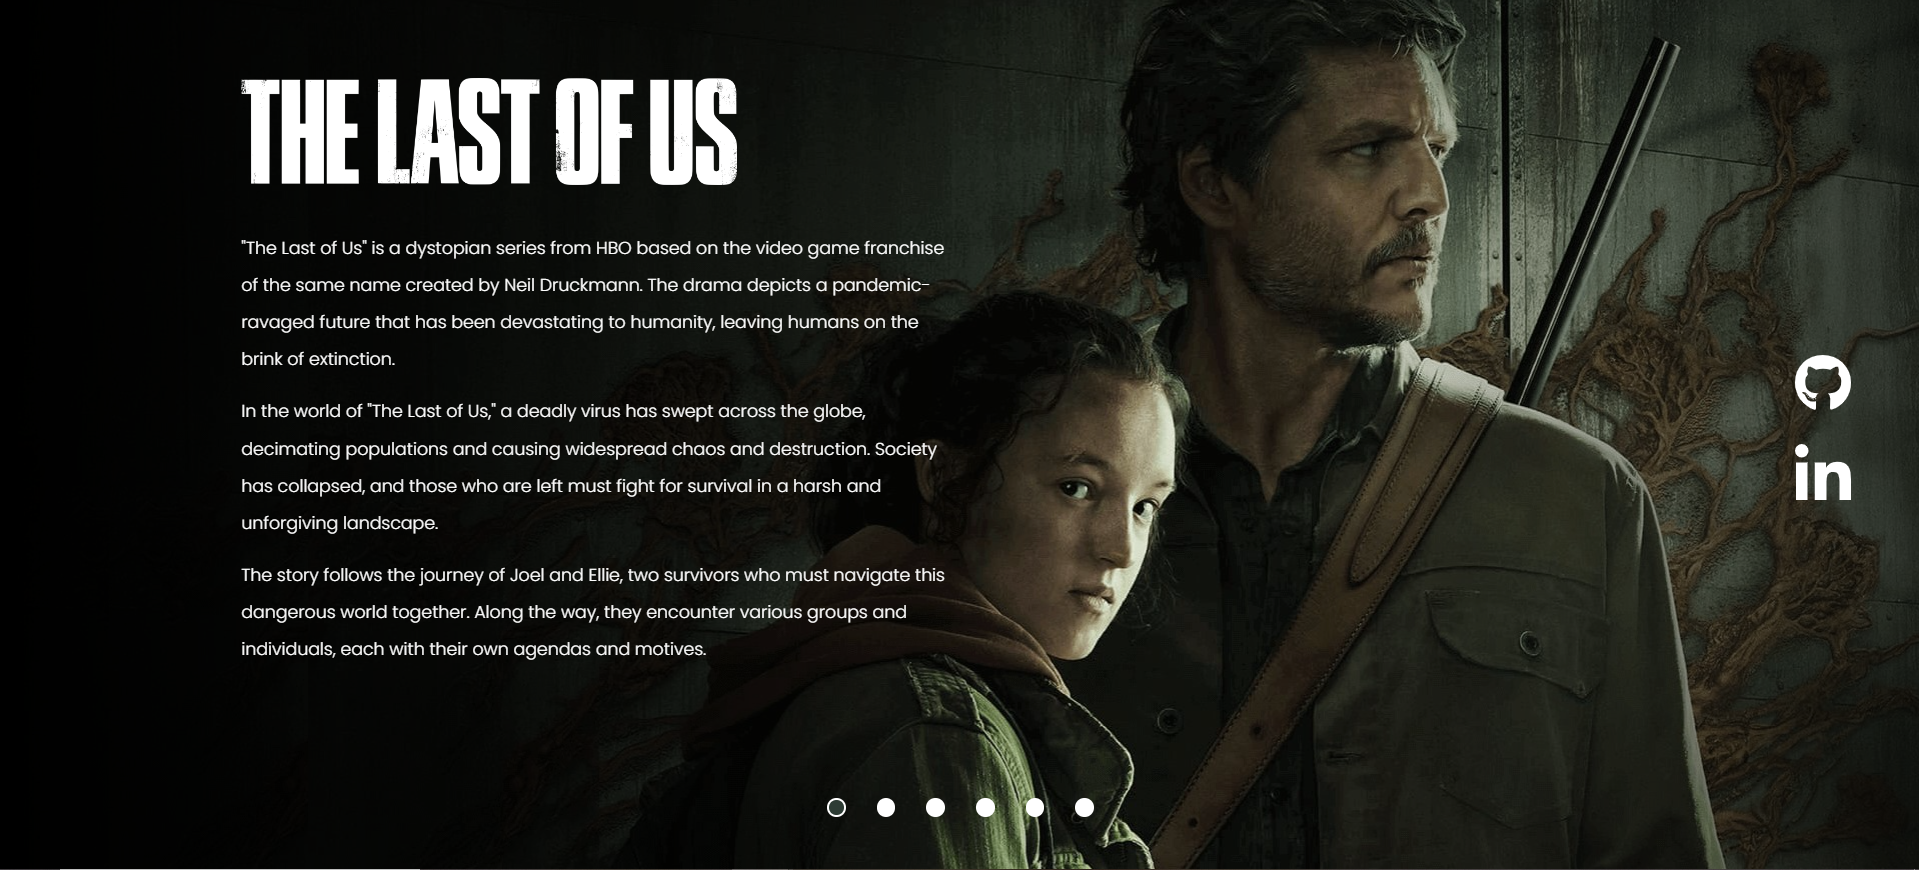 THE LAST OF US
"The Last of Us" is a dystopian series from HBO based on the video game franchise
of the same name created by Neil Druckmann. The drama depicts a pandemic-
ravaged future that has been devastating to humanity, leaving humans on the
brink of extinction.
In the world of "The Last of Us," a deadly virus has swept across the globe,
decimating populations and causing widespread chaos and destruction. Society
has collapsed, and those who are left must fight for survival in a harsh and
unforgiving landscape.
The story follows the journey of Joel and Ellie, two survivors who must navigate this
dangerous world together. Along the way, they encounter various groups and
individuals, each with their own agendas and motives.
in